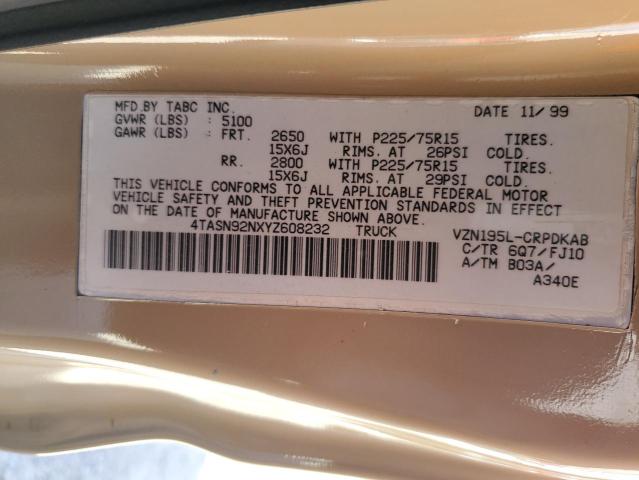 MFD.BY TABC INC. DATE 11/99
GVWR (LBS) : 5100
GAWR (LBS) : FRT. 2650 WITH P225/75R15 TIRES.
15X6J RIMS. AT 26PSI COLD.
RR. 2800 WITH P225/75R15 TIRES.
15X6J RIMS. AT 29PSI COLD.
THIS VEHICLE CONFORMS TO ALL APPLICABLE FEDERAL MOTOR
VEHICLE SAFETY AND THEFT PREVENTION STANDARDS IN EFFECT
ON THE DATE OF MANUFACTURE SHOWN ABOVE.
4TASN92NXYZ608232 TRUCK VZN195L-CRPDKAB
C/TR 6Q7/FJ10
A/TM B03A/
A340E